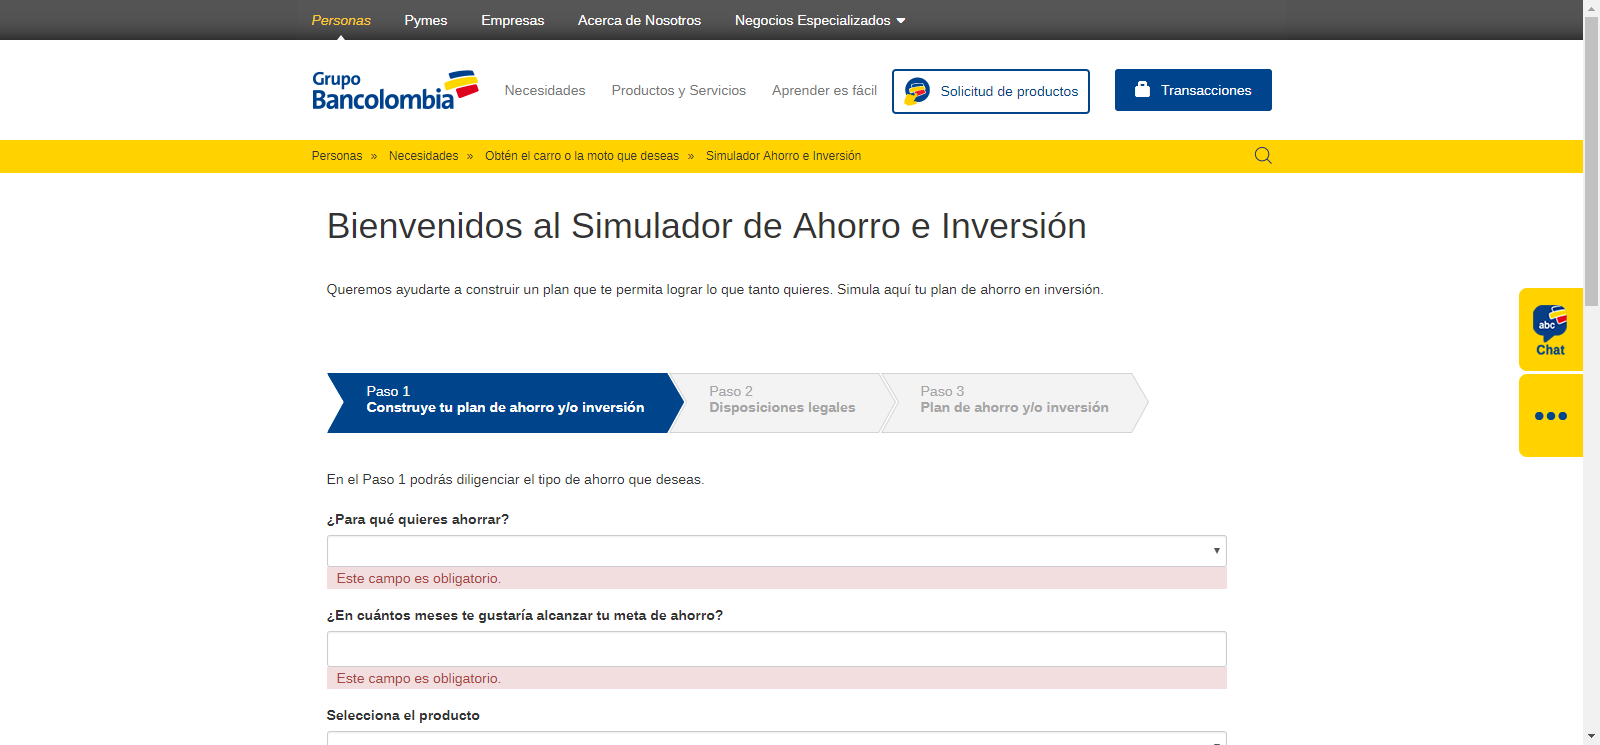 Personas Pymes Empresas Acerca de Nosotros Negocios Especializados
Grupo
Bancolombia
Necesidades Productos y Servicios Aprender es fácil Solicitud de productos Transacciones
Personas » Necesidades » Obtén el carro o la moto que deseas » Simulador Ahorro e Inversión
Bienvenidos al Simulador de Ahorro e Inversión
Queremos ayudarte a construir un plan que te permita lograr lo que tanto quieres. Simula aquí tu plan de ahorro en inversión.
abc
Chat
Paso 1
Construye tu plan de ahorro y/o inversión
Paso 2
Disposiciones legales
Paso 3
Plan de ahorro y/o inversión
En el Paso 1 podrás diligenciar el tipo de ahorro que deseas.
¿Para qué quieres ahorrar?
Este campo es obligatorio.
¿En cuántos meses te gustaría alcanzar tu meta de ahorro?
Este campo es obligatorio.
Selecciona el producto